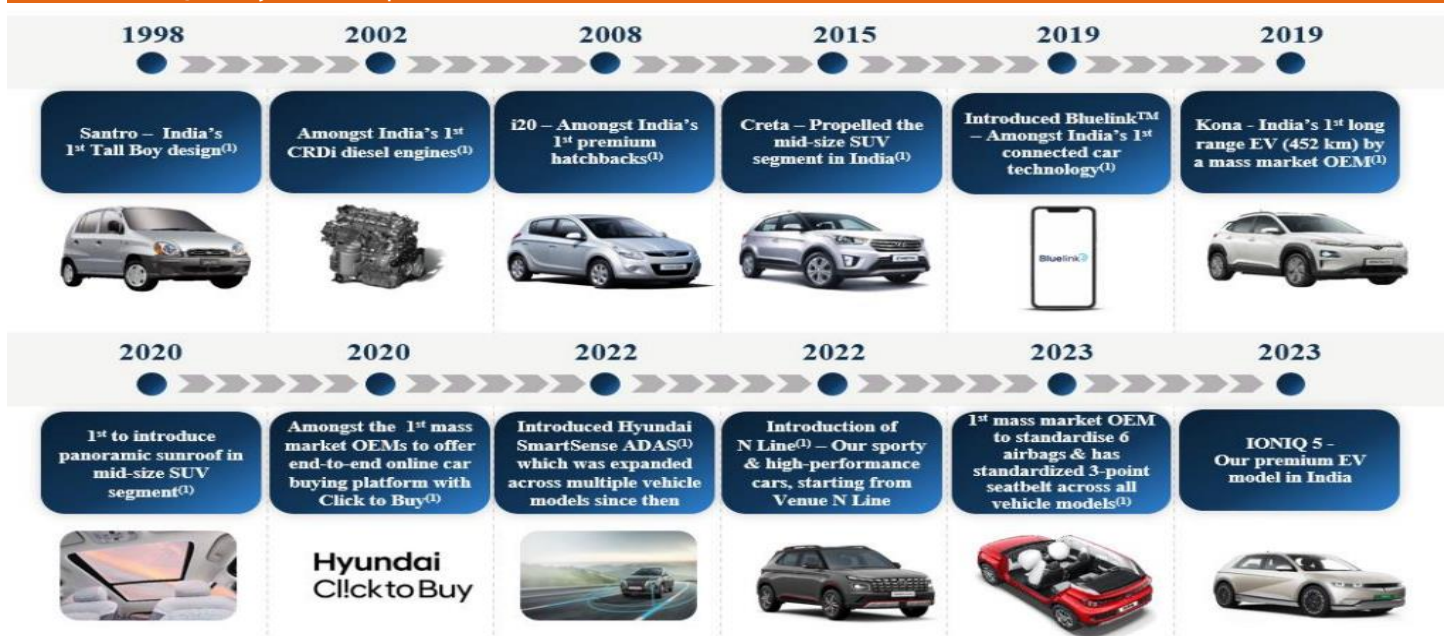 1998 2002 2008 2015 2019 2019
Santro – India's
1st Tall Boy design(1)
Amongst India's 1st
CRDi diesel engines(1)
i20 – Amongst India's
1st premium
hatchbacks(1)
Creta – Propelled the
mid-size SUV
segment in India(1)
Introduced Bluelink™
– Amongst India's 1st
connected car
technology(1)
Kona - India's 1st long
range EV (452 km) by
a mass market OEM(1)
Bluelink
2020 2020 2022 2022 2023 2023
1st to introduce
panoramic sunroof in
mid-size SUV
segment(1)
Amongst the 1st mass
market OEMs to offer
end-to-end online car
buying platform with
Click to Buy(1)
Introduced Hyundai
SmartSense ADAS(1)
which was expanded
across multiple vehicle
models since then
Introduction of
N Line(1) – Our sporty
& high-performance
cars, starting from
Venue N Line
1st mass market OEM
to standardise 6
airbags & has
standardized 3-point
seatbelt across all
vehicle models(1)
IONIQ 5 -
Our premium EV
model in India
Hyundai
Cl!ck to Buy